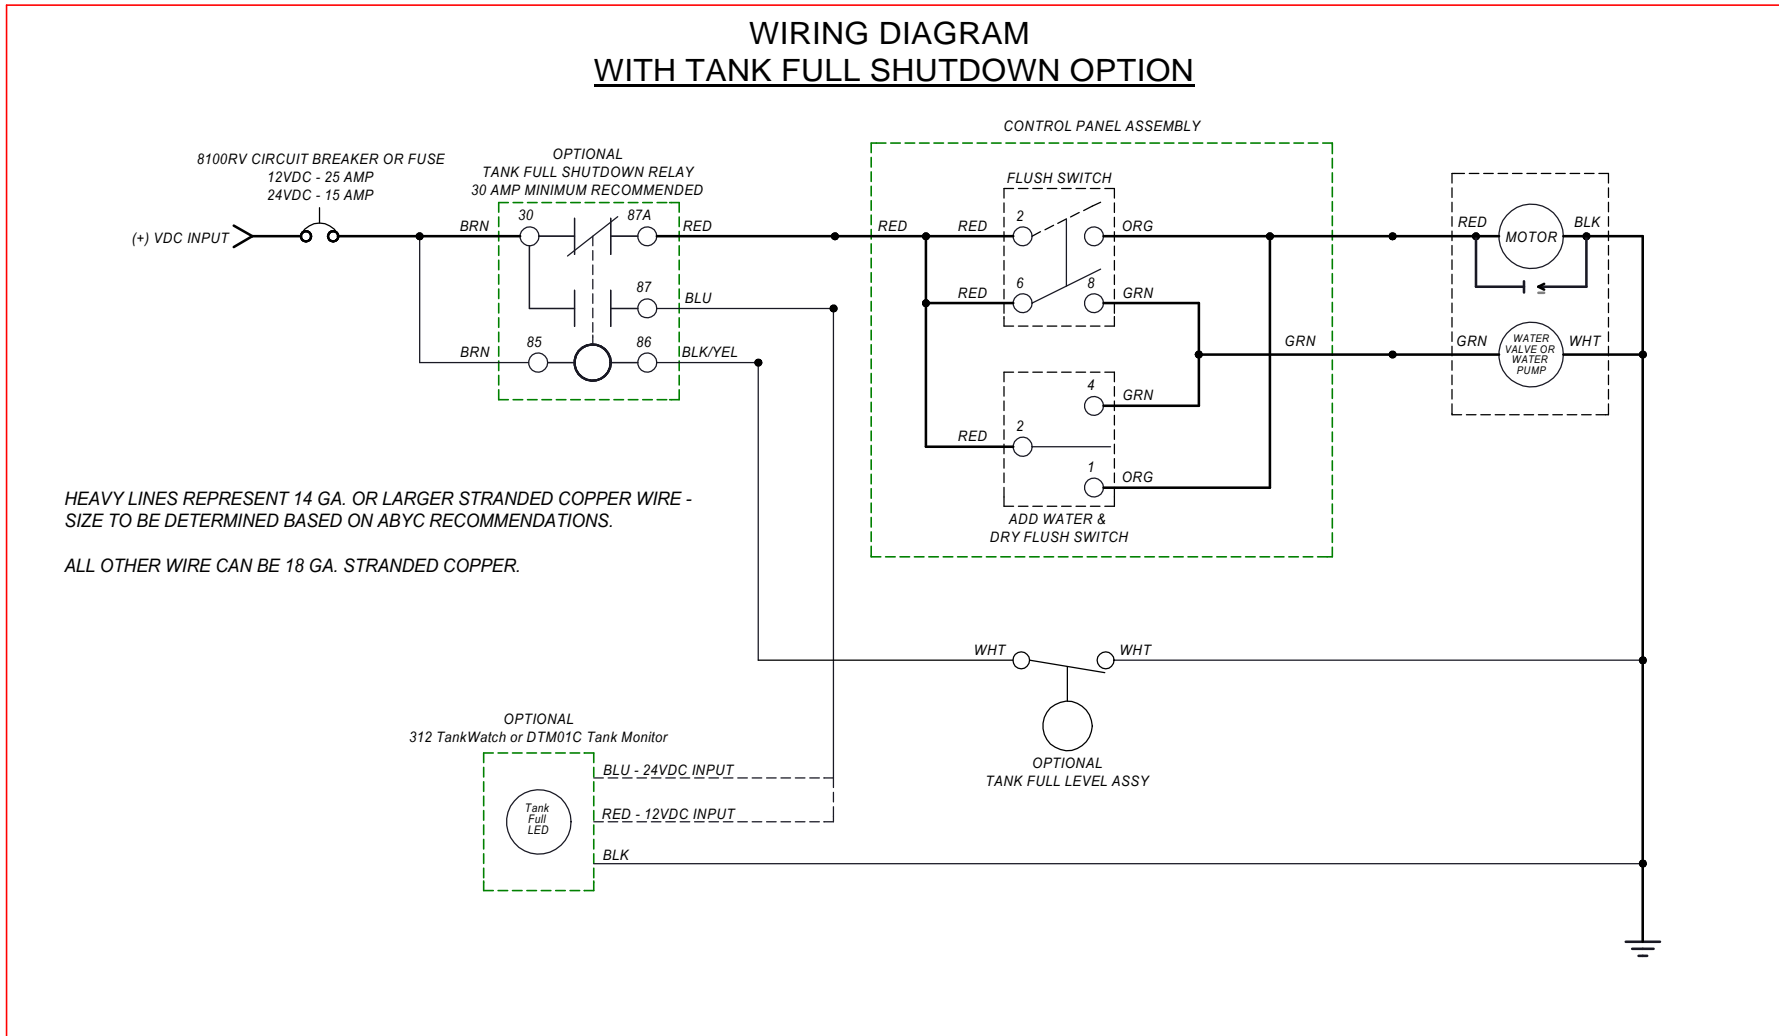 WIRING DIAGRAM
WITH TANK FULL SHUTDOWN OPTION
CONTROL PANEL ASSEMBLY
8100RV CIRCUIT BREAKER OR FUSE
12VDC - 25 AMP
24VDC - 15 AMP
OPTIONAL
TANK FULL SHUTDOWN RELAY
30 AMP MINIMUM RECOMMENDED
FLUSH SWITCH
(+) VDC INPUT
BRN
30
87A
RED
RED
RED
2
ORG
RED
MOTOR
BLK
87
BLU
RED
6
8
GRN
BRN
85
86
BLK/YEL
GRN
GRN
WATER
VALVE OR
WATER
PUMP
WHT
4
GRN
RED
2
1
ORG
ADD WATER &
DRY FLUSH SWITCH
HEAVY LINES REPRESENT 14 GA. OR LARGER STRANDED COPPER WIRE -
SIZE TO BE DETERMINED BASED ON ABYC RECOMMENDATIONS.
ALL OTHER WIRE CAN BE 18 GA. STRANDED COPPER.
WHT
WHT
OPTIONAL
TANK FULL LEVEL ASSY
OPTIONAL
312 TankWatch or DTM01C Tank Monitor
BLU - 24VDC INPUT
Tank
Full
LED
RED - 12VDC INPUT
BLK